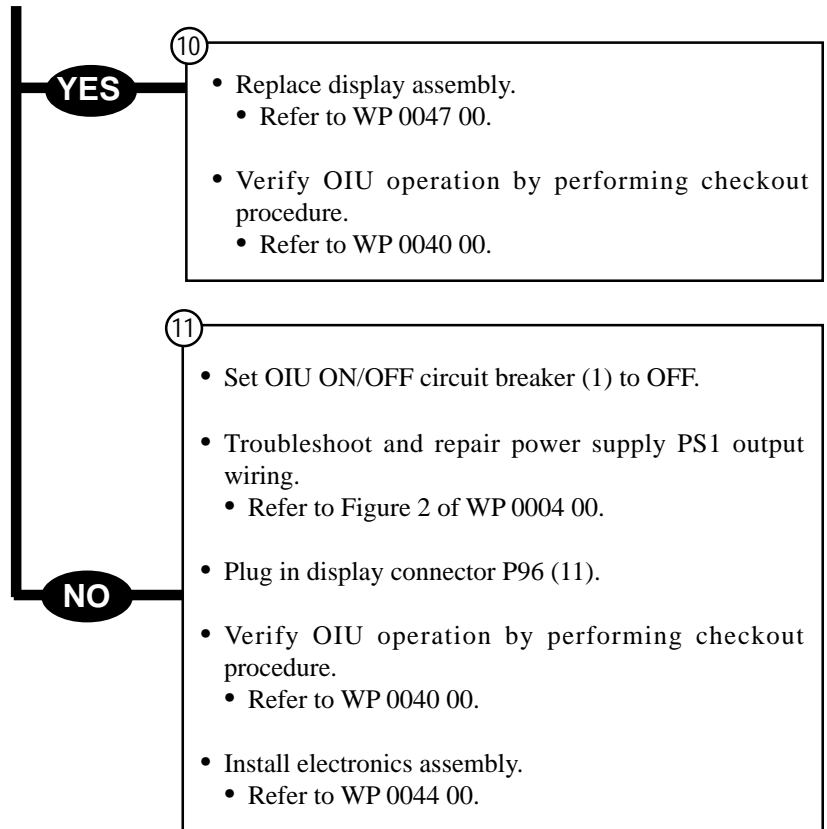 10
YES
• Replace display assembly.
• Refer to WP 0047 00.
• Verify OIU operation by performing checkout
procedure.
• Refer to WP 0040 00.
11
• Set OIU ON/OFF circuit breaker (1) to OFF.
• Troubleshoot and repair power supply PS1 output
wiring.
• Refer to Figure 2 of WP 0004 00.
• Plug in display connector P96 (11).
NO
• Verify OIU operation by performing checkout
procedure.
• Refer to WP 0040 00.
• Install electronics assembly.
• Refer to WP 0044 00.